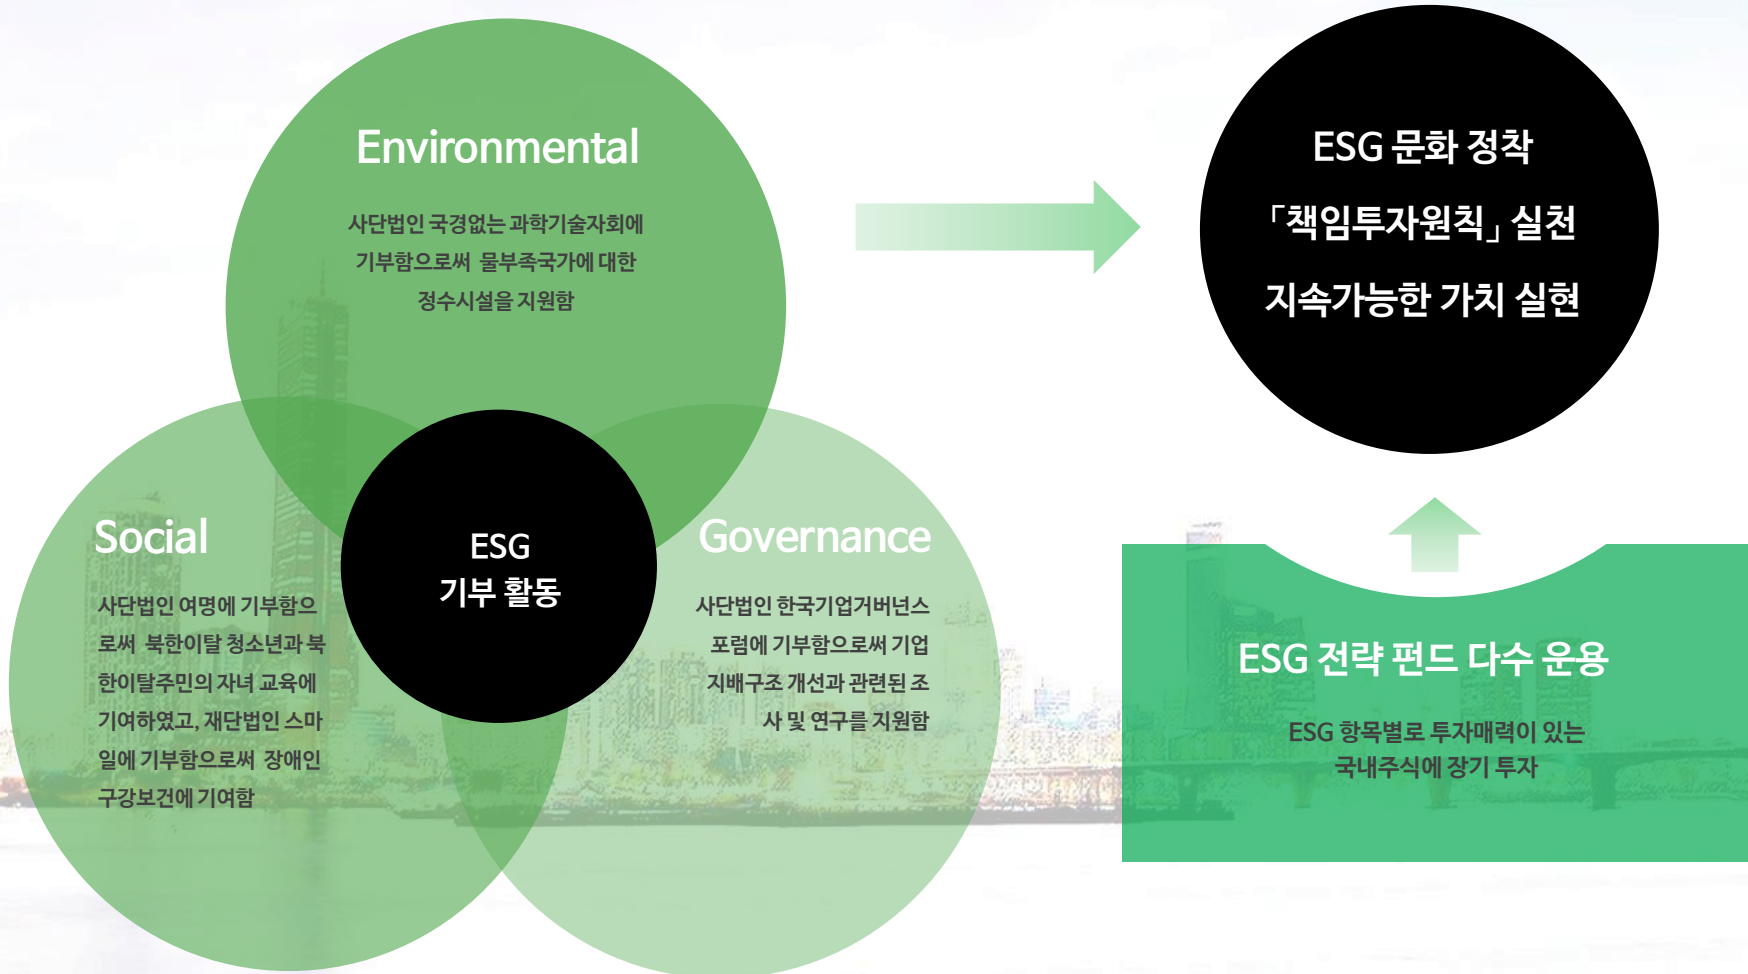 Environmental
사단법인 국경없는 과학기술자회에
기부함으로써 물부족국가에 대한
정수시설을 지원함
Social
사단법인 여명에 기부함으
로써 북한이탈 청소년과 북
한이탈주민의 자녀 교육에
기여하였고, 재단법인 스마
일에 기부함으로써 장애인
구강보건에 기여함
ESG
기부 활동
Governance
사단법인 한국기업거버넌스
포럼에 기부함으로써 기업
지배구조 개선과 관련된 조
사 및 연구를 지원함
ESG 문화 정착
「책임투자원칙」 실천
지속가능한 가치 실현
ESG 전략 펀드 다수 운용
ESG 항목별로 투자매력이 있는
국내주식에 장기 투자